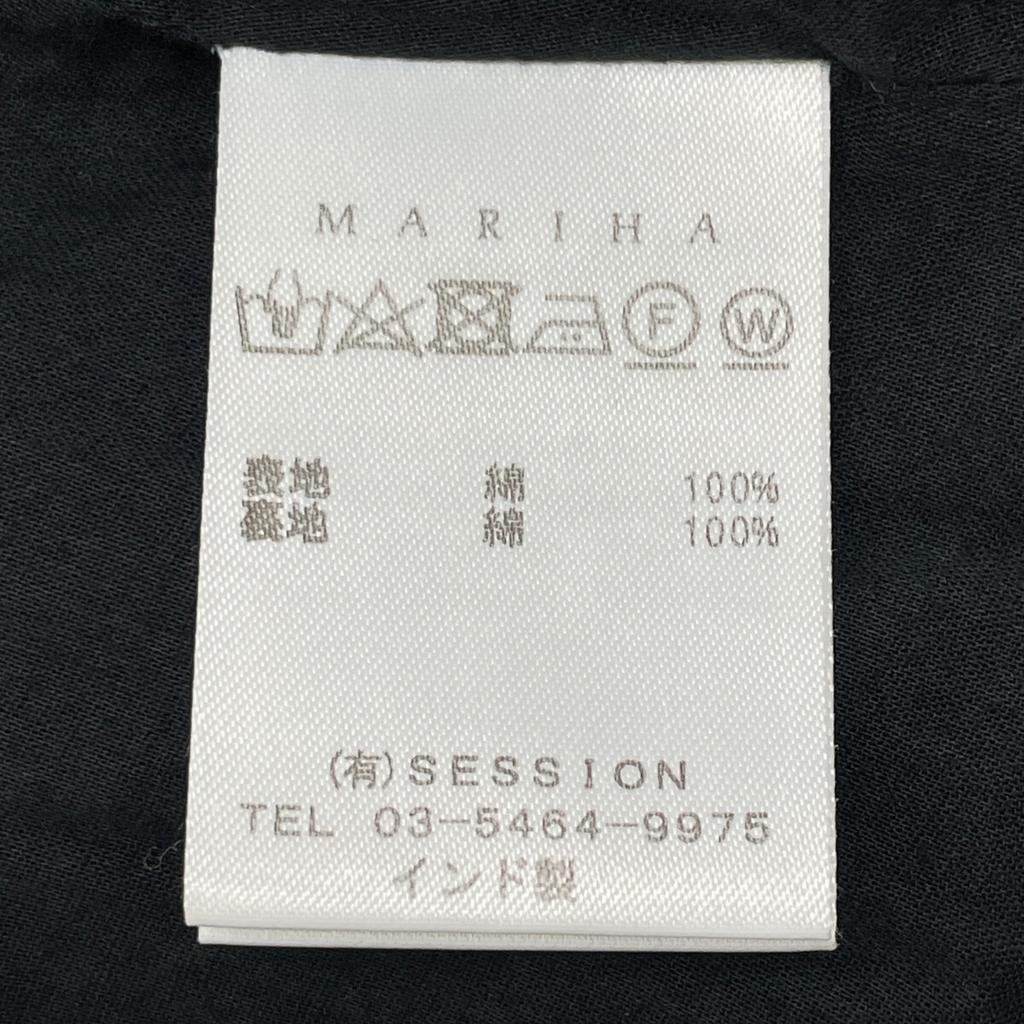 MARIHA
F W
表地 綿 100%
裏地 綿 100%
(有)SESSION
TEL 03-5464-9975
インド製